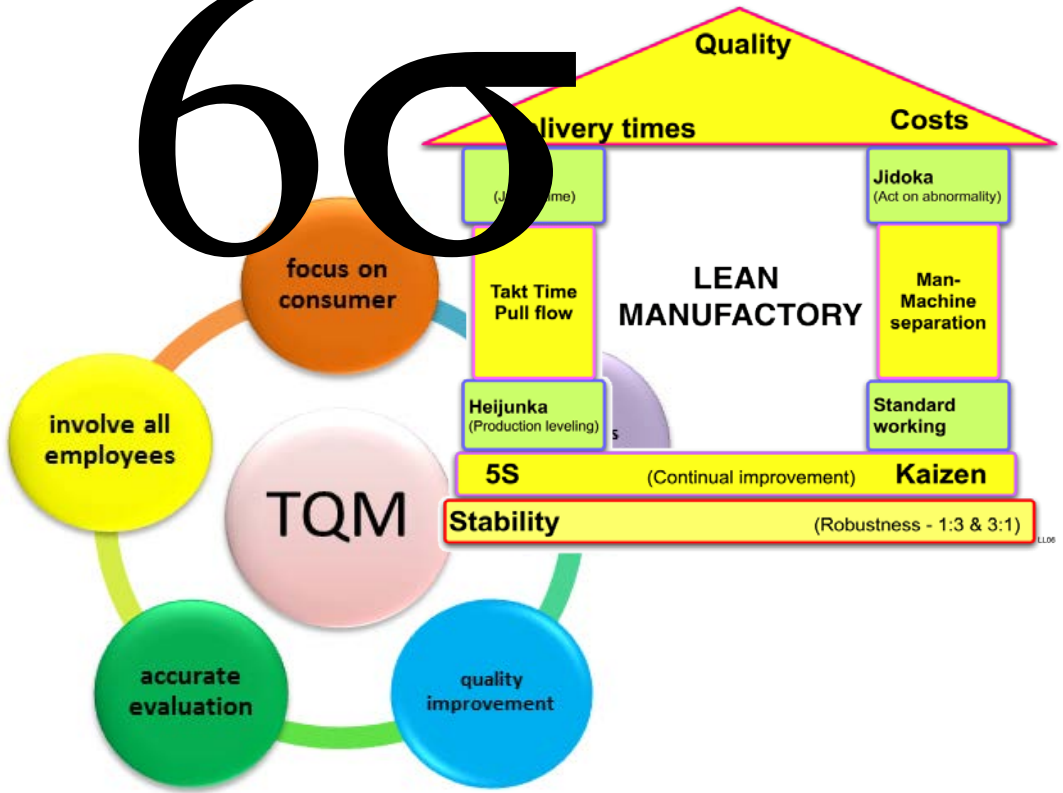 6σ
Quality
livery times
Costs
Jidoka
(Act on abnormality)
focus on
consumer
Takt Time
Pull flow
LEAN
MANUFACTORY
Man-
Machine
separation
involve all
employees
Heijunka
(Production leveling)
Standard
working
5S
(Continual improvement)
Kaizen
TQM
Stability
(Robustness - 1:3 & 3:1)
LL06
accurate
evaluation
quality
improvement